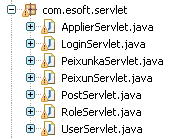 com.esoft.servlet
ApplierServlet.java
LoginServlet.java
PeixunkaServlet.java
PeixunServlet.java
PostServlet.java
RoleServlet.java
UserServlet.java